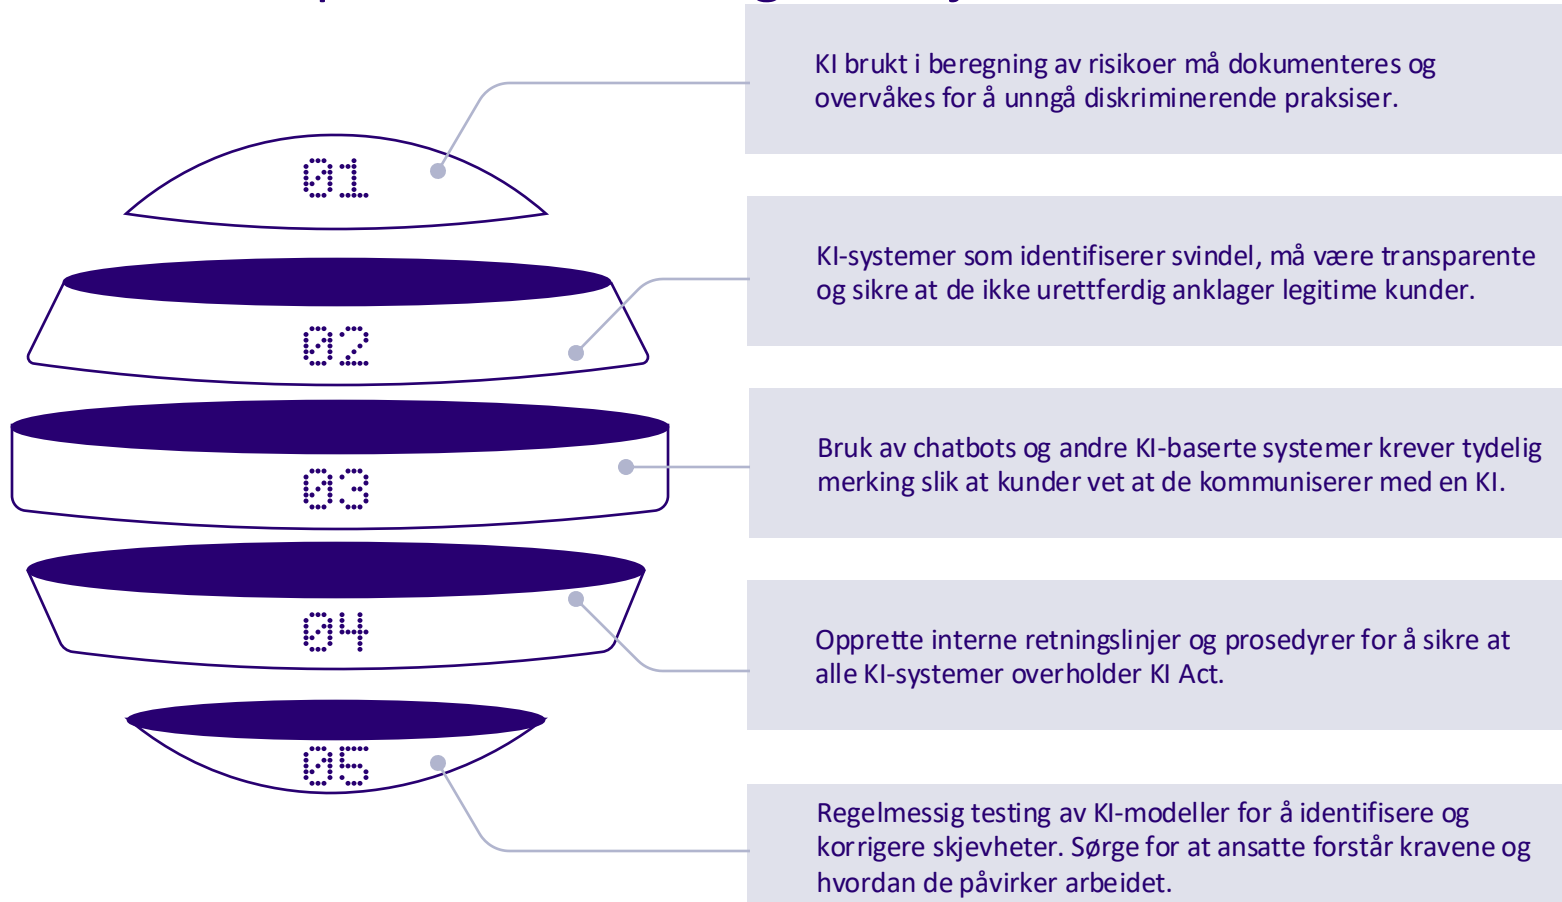 01
KI brukt i beregning av risikoer må dokumenteres og
overvåkes for å unngå diskriminerende praksiser.
02
KI-systemer som identifiserer svindel, må være transparente
og sikre at de ikke urettferdig anklager legitime kunder.
03
Bruk av chatbots og andre KI-baserte systemer krever tydelig
merking slik at kunder vet at de kommuniserer med en KI.
04
Opprette interne retningslinjer og prosedyrer for å sikre at
alle KI-systemer overholder KI Act.
05
Regelmessig testing av KI-modeller for å identifisere og
korrigere skjevheter. Sørge for at ansatte forstår kravene og
hvordan de påvirker arbeidet.